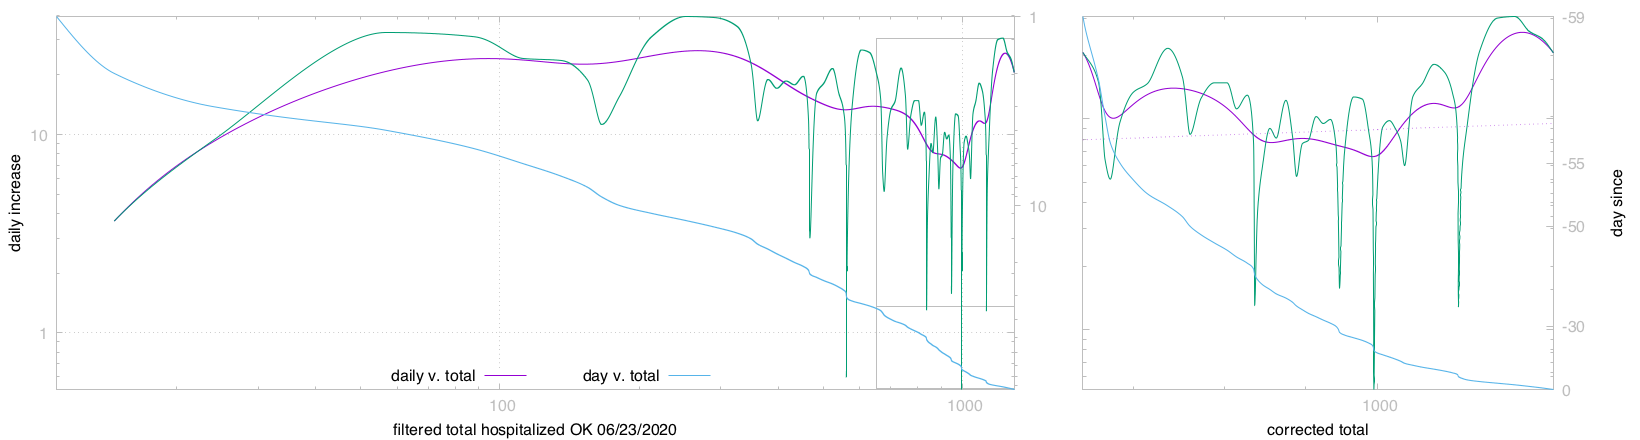 daily increase
10
1
100
1000
1
10
daily v. total
day v. total
filtered total hospitalized OK 06/23/2020
-59
-55
-50
-30
0
1000
day since
corrected total